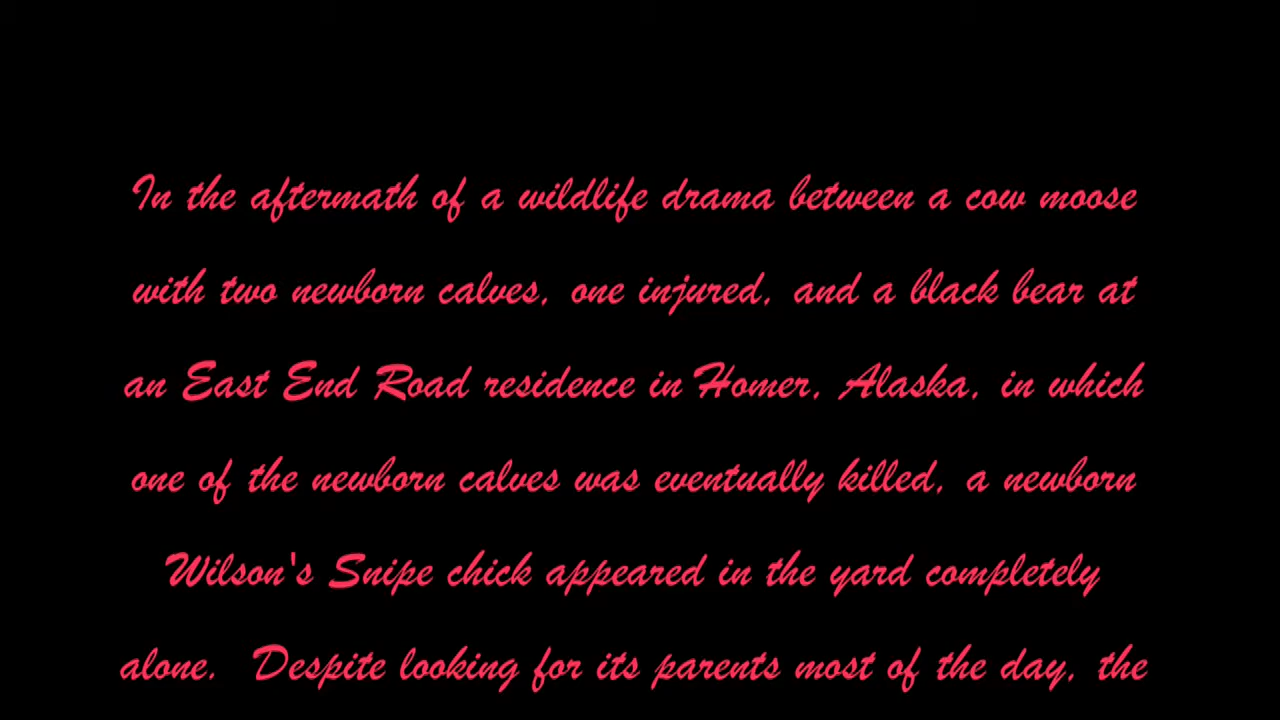 In the aftermath of a wildlife drama between a cow moose
with two newborn calves, one injured, and a black bear at
an East End Road residence in Homer, Alaska, in which
one of the newborn calves was eventually killed, a newborn
Wilson's Snipe chick appeared in the yard completely
alone.  Despite looking for its parents most of the day, the